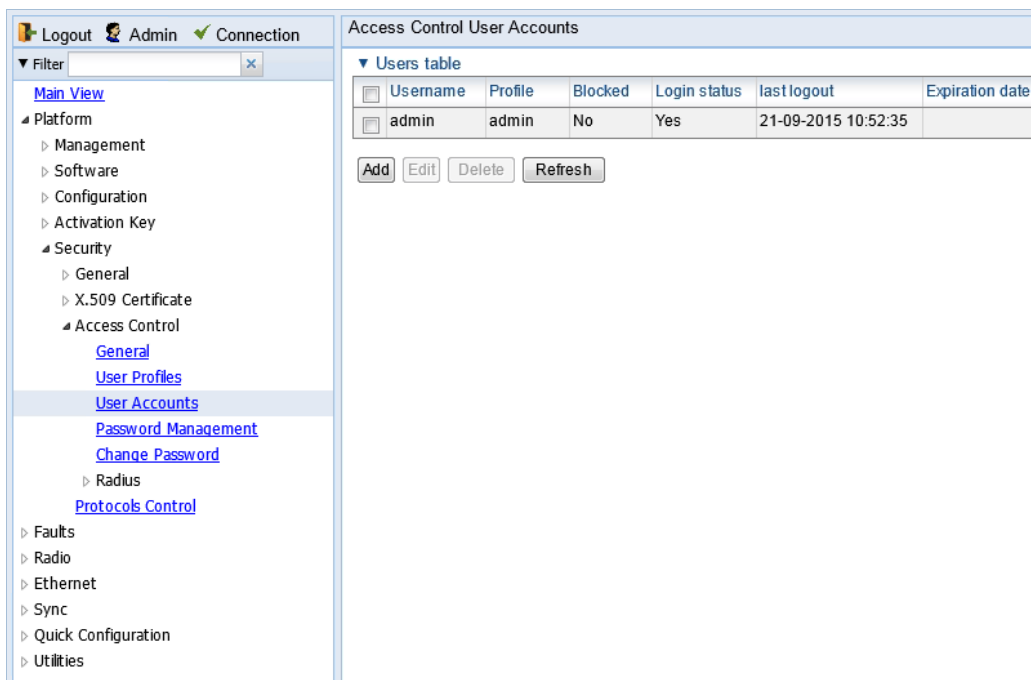 Logout Admin Connection
Filter
Main View
Platform
Management
Software
Configuration
Activation Key
Security
General
X.509 Certificate
Access Control
General
User Profiles
User Accounts
Password Management
Change Password
Radius
Protocols Control
Faults
Radio
Ethernet
Sync
Quick Configuration
Utilities
Access Control User Accounts
Users table
Username Profile Blocked Login status last logout Expiration date
admin admin No Yes 21-09-2015 10:52:35
Add Edit Delete Refresh